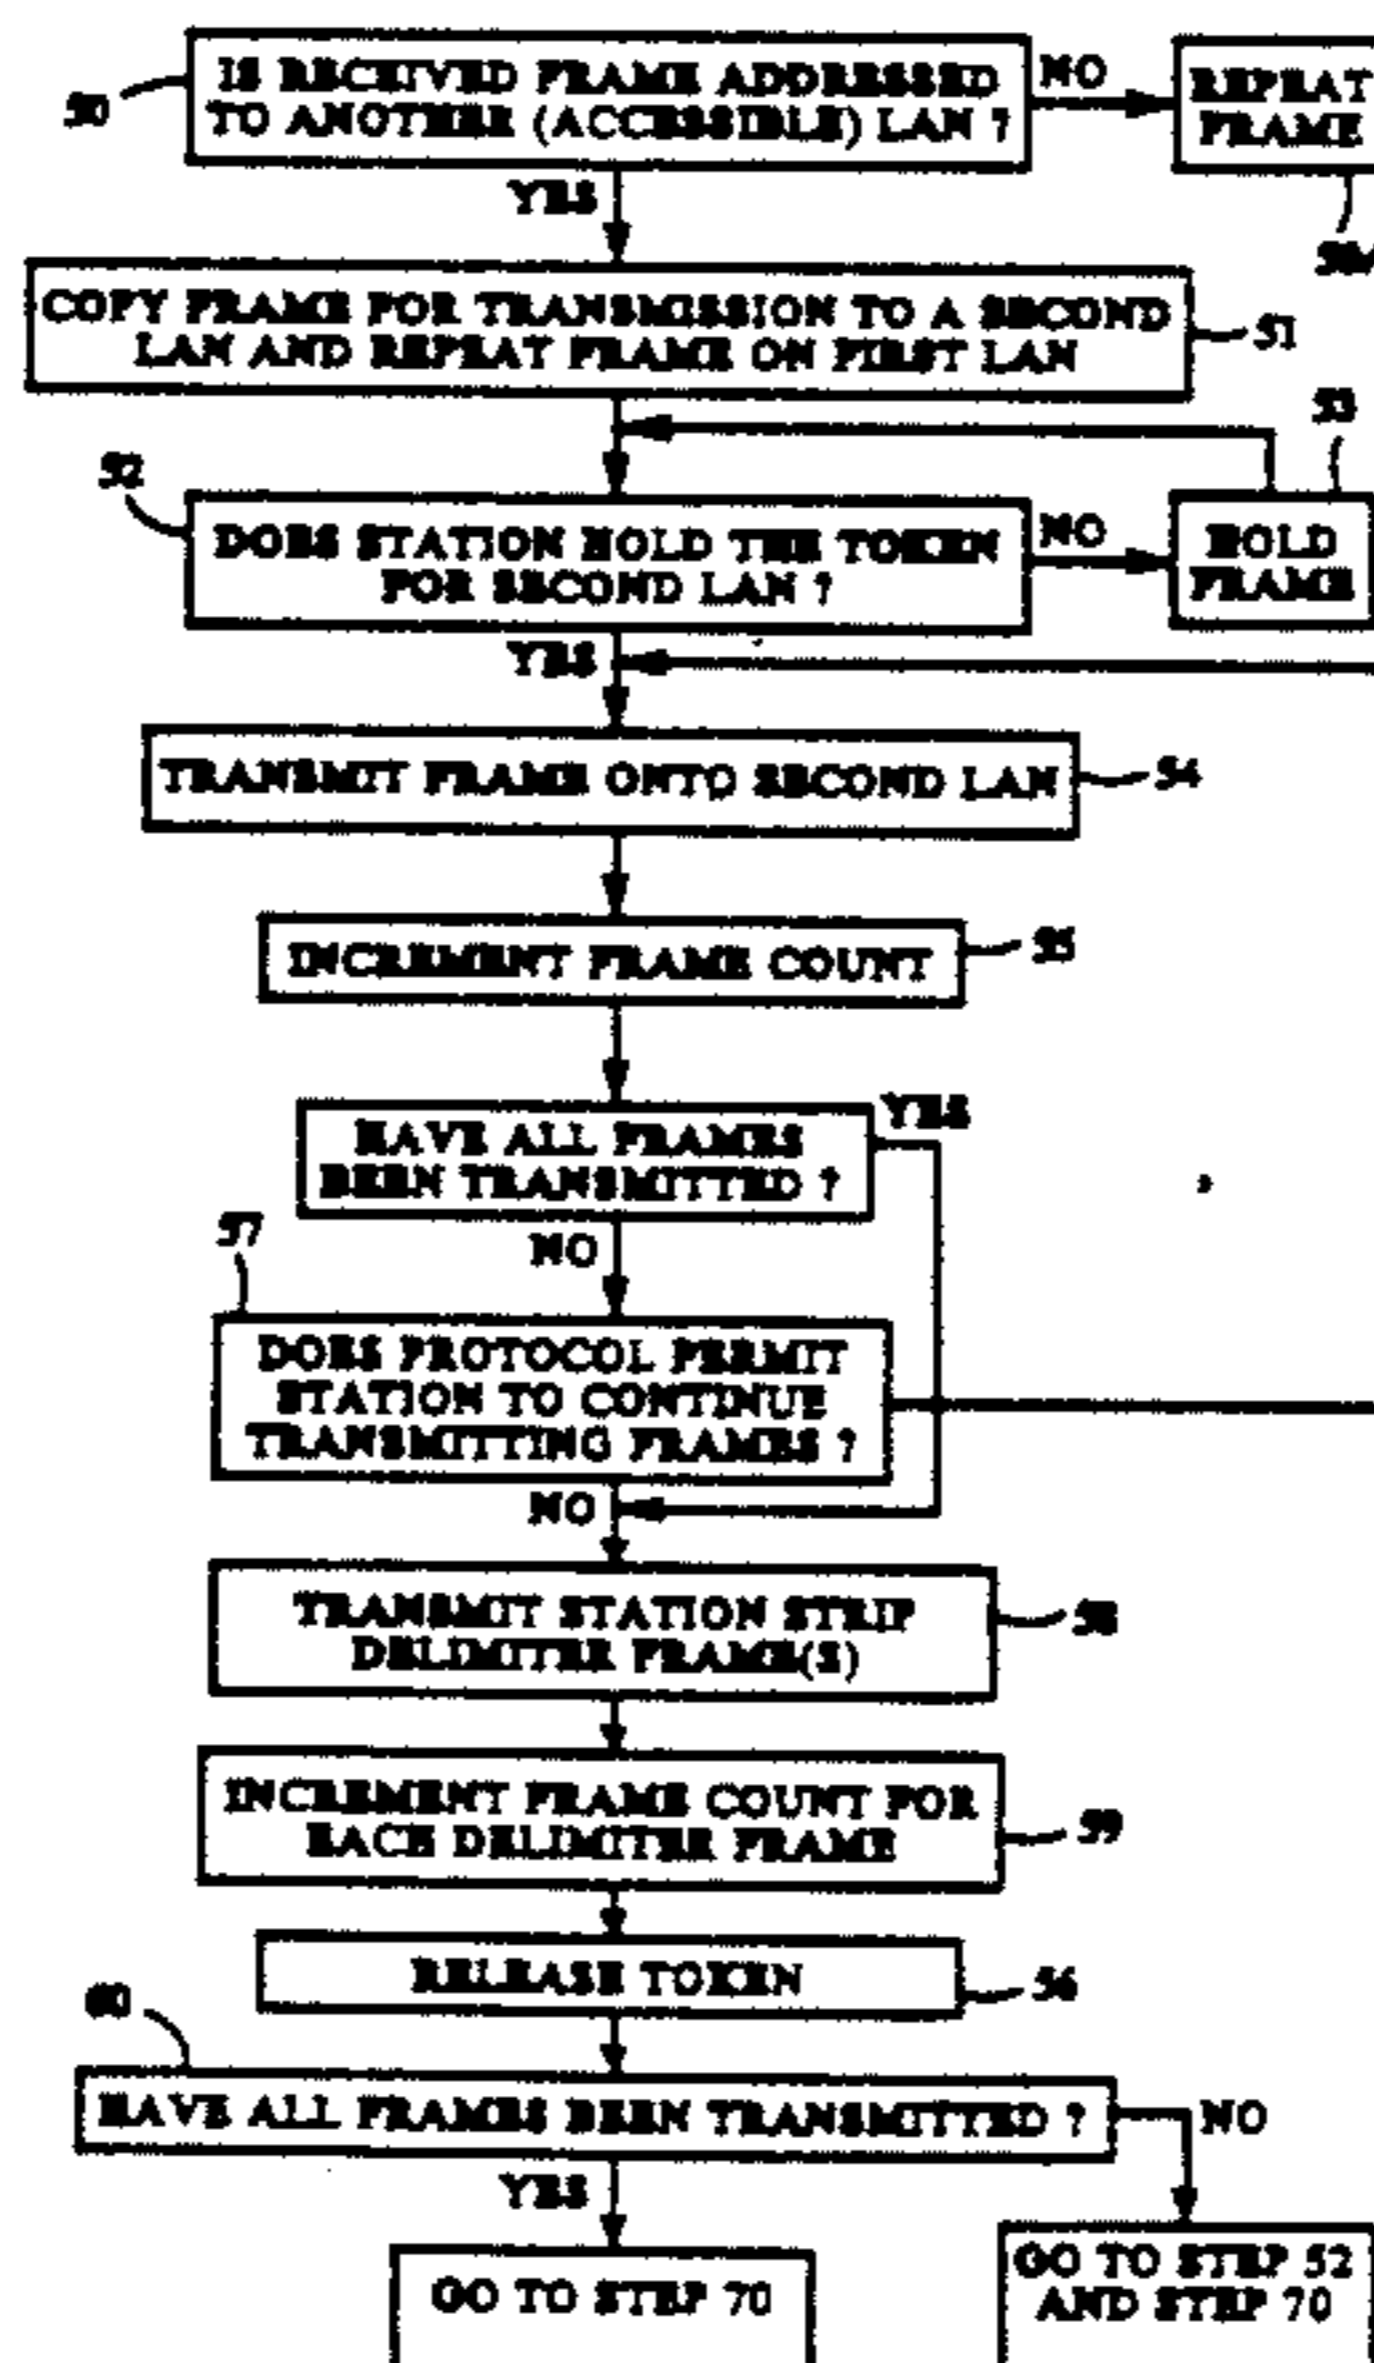 50
IS RECEIVED FRAME ADDRESSED
TO ANOTHER (ACCESSIBLE) LAN ?
NO
REPEAT
FRAME
YES
COPY FRAME FOR TRANSMISSION TO A SECOND
LAN AND REPEAT FRAME ON FIRST LAN
51
53
52
DOES STATION HOLD THE TOKEN
FOR SECOND LAN ?
NO
HOLD
FRAME
YES
TRANSMIT FRAME ONTO SECOND LAN
54
INCREMENT FRAME COUNT
55
HAVE ALL FRAMES
BEEN TRANSMITTED ?
YES
NO
57
DOES PROTOCOL PERMIT
STATION TO CONTINUE
TRANSMITTING FRAMES ?
NO
TRANSMIT STATION STRIP
DELIMITER FRAME(S)
58
INCREMENT FRAME COUNT FOR
EACH DELIMITER FRAME
59
RELEASE TOKEN
56
60
HAVE ALL FRAMES BEEN TRANSMITTED ?
NO
YES
GO TO STEP 70
GO TO STEP 52
AND STEP 70